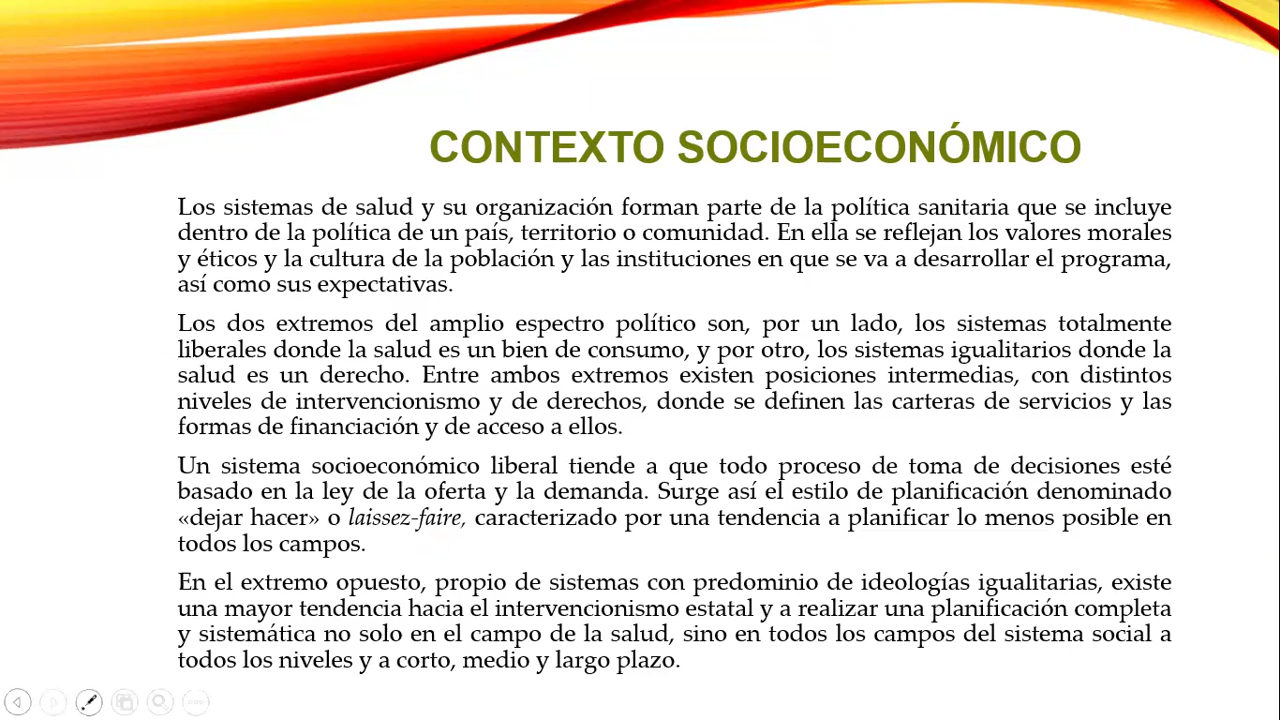 CONTEXTO SOCIOECONÓMICO
Los sistemas de salud y su organización forman parte de la política sanitaria que se incluye
dentro de la política de un país, territorio o comunidad. En ella se reflejan los valores morales
y éticos y la cultura de la población y las instituciones en que se va a desarrollar el programa,
así como sus expectativas.
Los dos extremos del amplio espectro político son, por un lado, los sistemas totalmente
liberales donde la salud es un bien de consumo, y por otro, los sistemas igualitarios donde la
salud es un derecho. Entre ambos extremos existen posiciones intermedias, con distintos
niveles de intervencionismo y de derechos, donde se definen las carteras de servicios y las
formas de financiación y de acceso a ellos.
Un sistema socioeconómico liberal tiende a que todo proceso de toma de decisiones esté
basado en la ley de la oferta y la demanda. Surge así el estilo de planificación denominado
«dejar hacer» o laissez-faire, caracterizado por una tendencia a planificar lo menos posible en
todos los campos.
En el extremo opuesto, propio de sistemas con predominio de ideologías igualitarias, existe
una mayor tendencia hacia el intervencionismo estatal y a realizar una planificación completa
y sistemática no solo en el campo de la salud, sino en todos los campos del sistema social a
todos los niveles y a corto, medio y largo plazo.